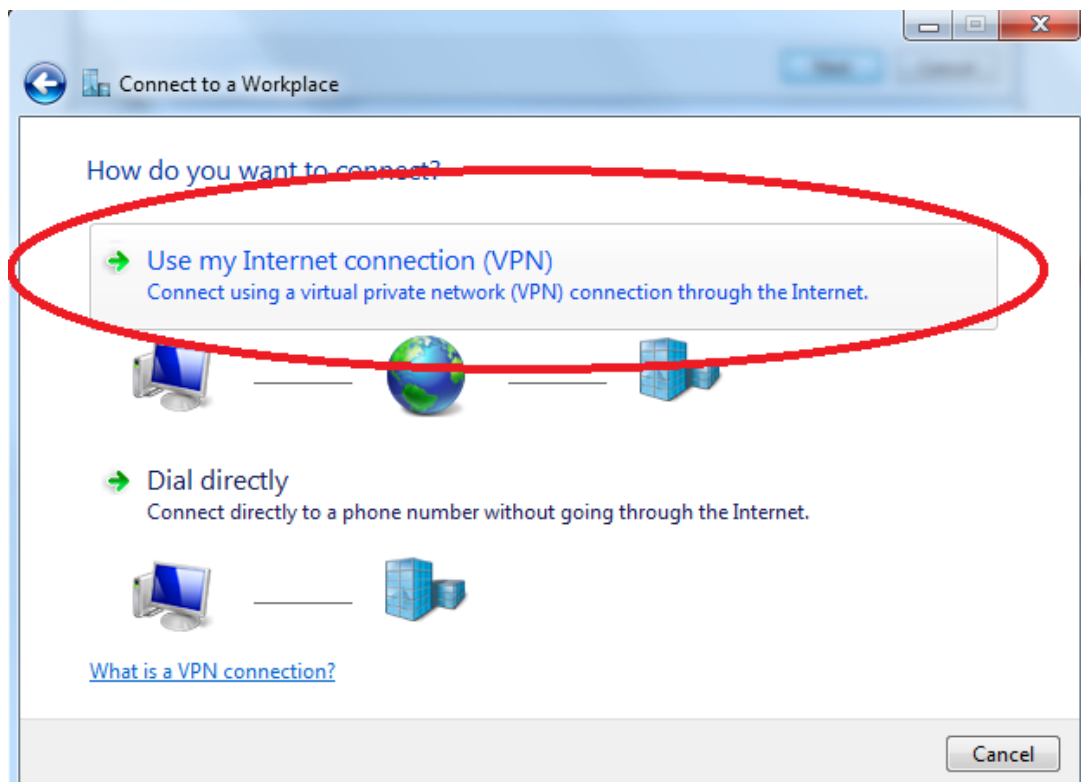 Connect to a Workplace
How do you want to connect?
Use my Internet connection (VPN)
Connect using a virtual private network (VPN) connection through the Internet.
Dial directly
Connect directly to a phone number without going through the Internet.
What is a VPN connection?
Cancel